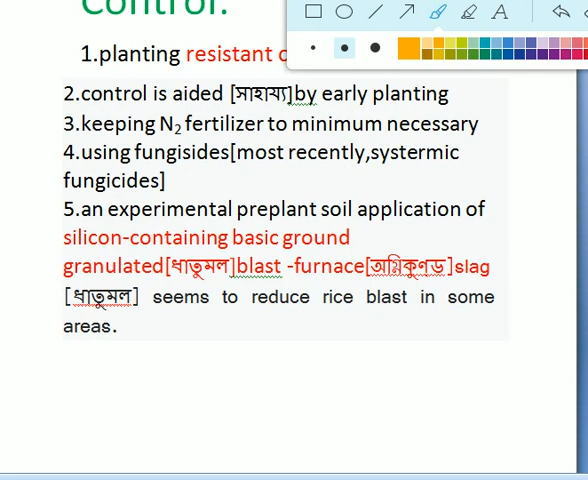 Control:
1.planting resistant
2.control is aided [সাহায্য]by early planting
3.keeping N₂ fertilizer to minimum necessary
4.using fungisides[most recently,systermic
fungicides]
5.an experimental preplant soil application of
silicon-containing basic ground
granulated[ধাতুমল]blast -furnace[অগ্নিকুণ্ড]slag
[ধাতুমল] seems to reduce rice blast in some
areas.